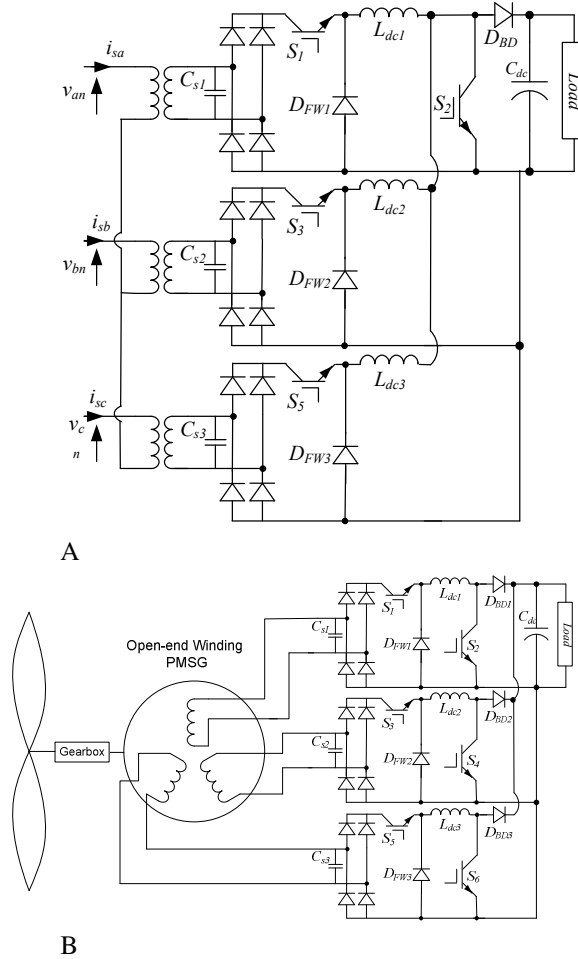 i_sa
v_an
C_s1
S_1
D_FW1
L_dc1
S_2
D_BD
C_dc
Load
i_sb
v_bn
C_s2
S_3
D_FW2
L_dc2
i_sc
v_c
n
C_s3
S_5
D_FW3
L_dc3
A
Open-end Winding
PMSG
Gearbox
C_s1
S_1
D_FW1
L_dc1
S_2
D_BD1
C_dc
Load
C_s2
S_3
D_FW2
L_dc2
S_4
D_BD2
C_s3
S_5
D_FW3
L_dc3
S_6
D_BD3
B